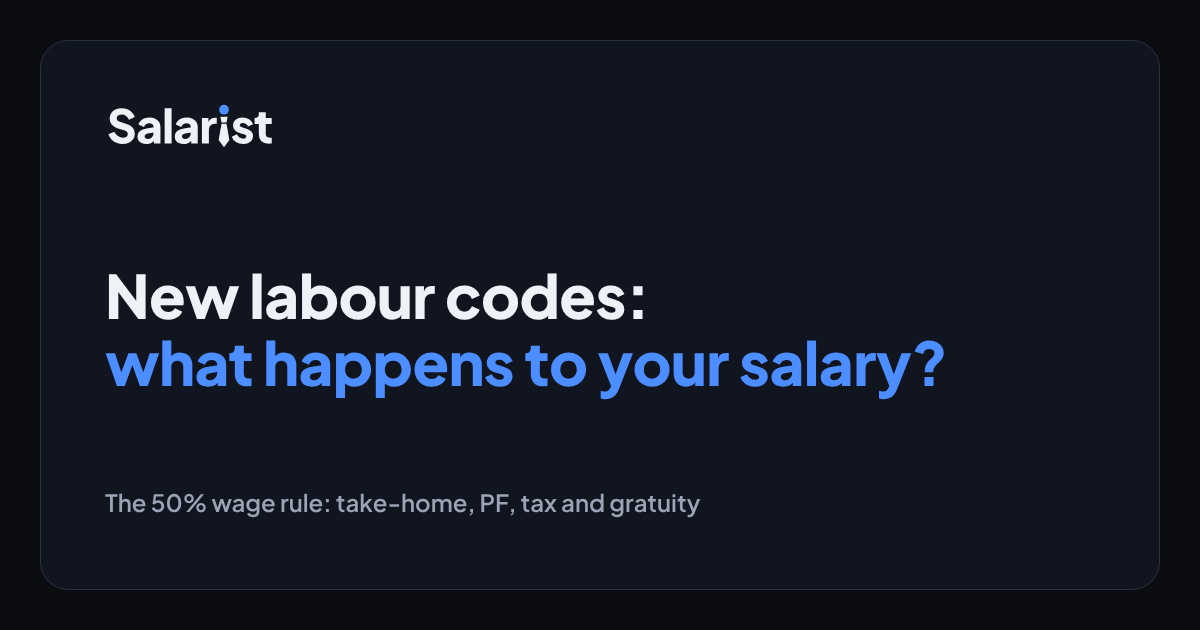 Salarist
New labour codes:
what happens to your salary?
The 50% wage rule: take-home, PF, tax and gratuity